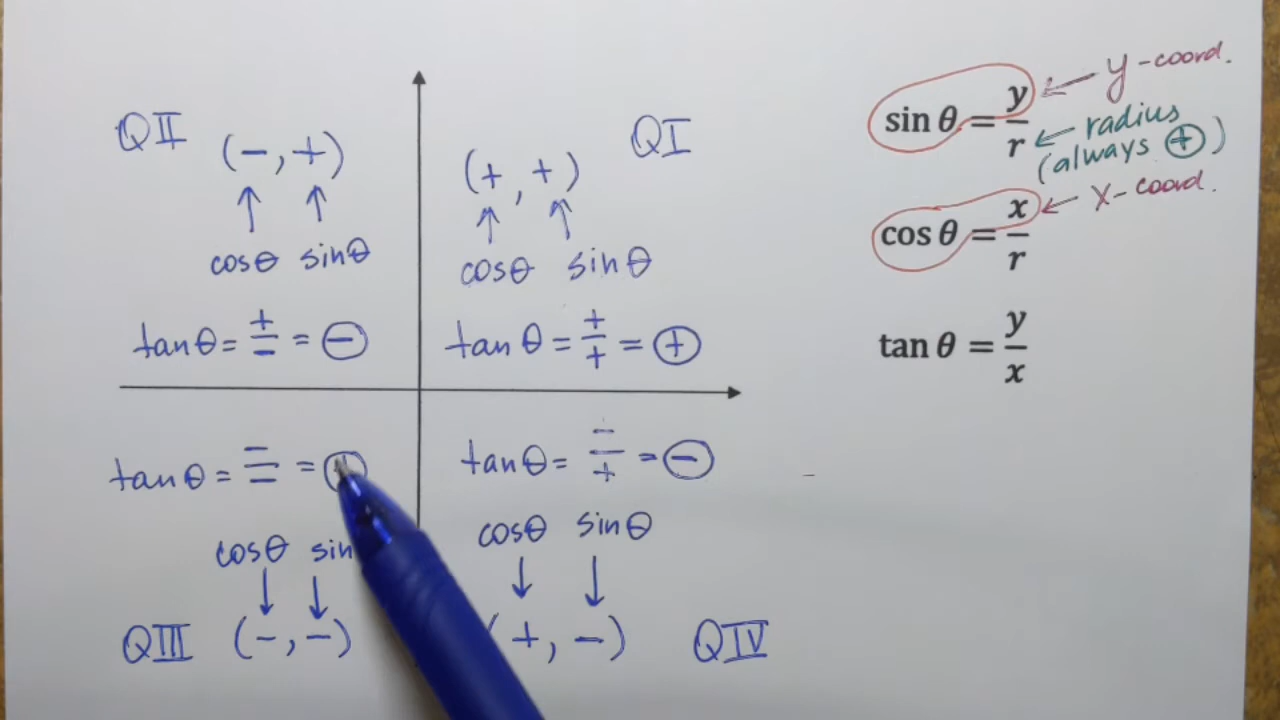 QII
(-, +)
cosθ sinθ
tanθ = +/- = -
QI
(+, +)
cosθ sinθ
tanθ = +/+ = +
tanθ = -/- = +
cosθ sin
QIII (-, -)
tanθ = -/+ = -
cosθ sinθ
(+, -) QIV
sin θ = y/r
← y-coord.
← radius
(always +)
cos θ = x/r
← x-coord.
tan θ = y/x